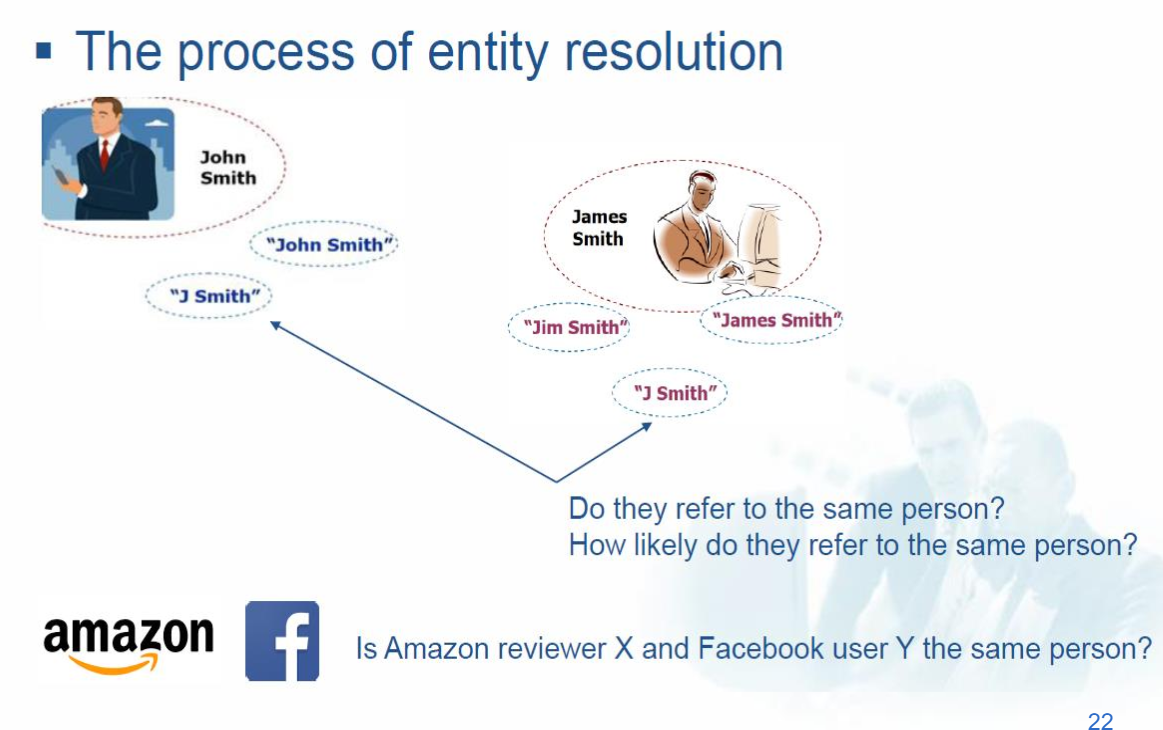 ▪ The process of entity resolution
John
Smith
"John Smith"
"J Smith"
James
Smith
"Jim Smith"
"James Smith"
"J Smith"
Do they refer to the same person?
How likely do they refer to the same person?
amazon
f
Is Amazon reviewer X and Facebook user Y the same person?
22